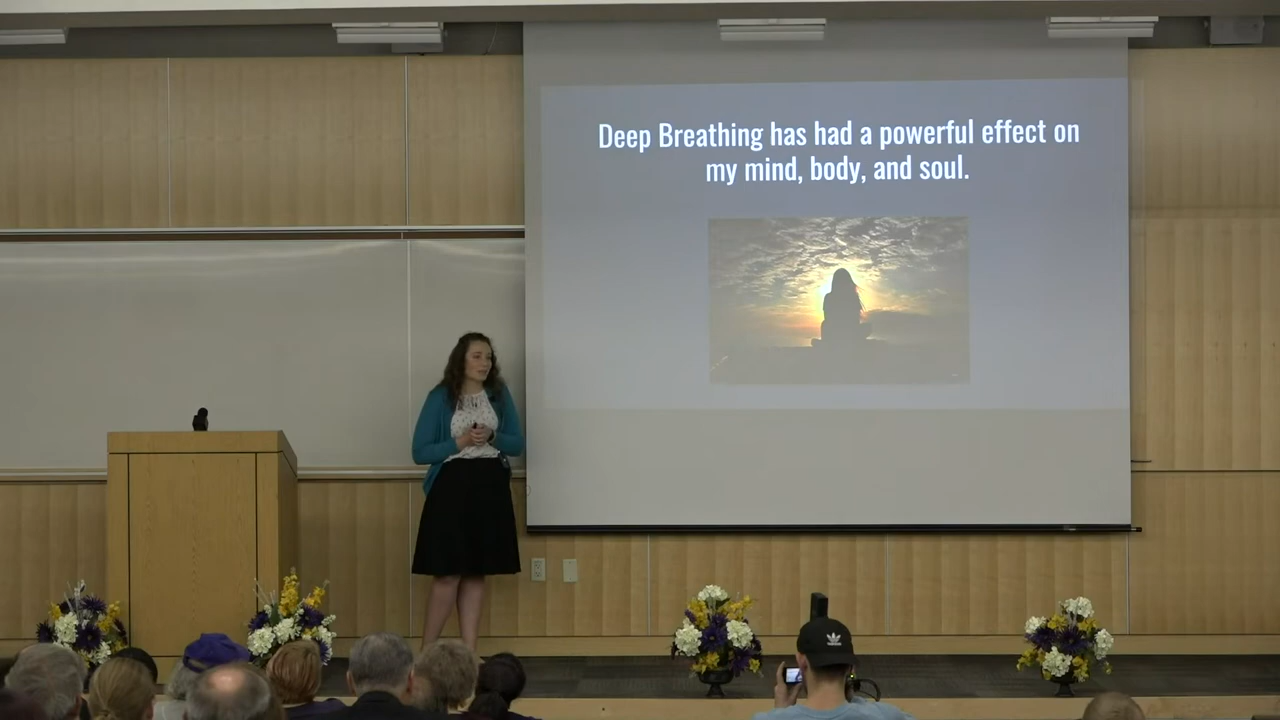 Deep Breathing has had a powerful effect on
my mind, body, and soul.